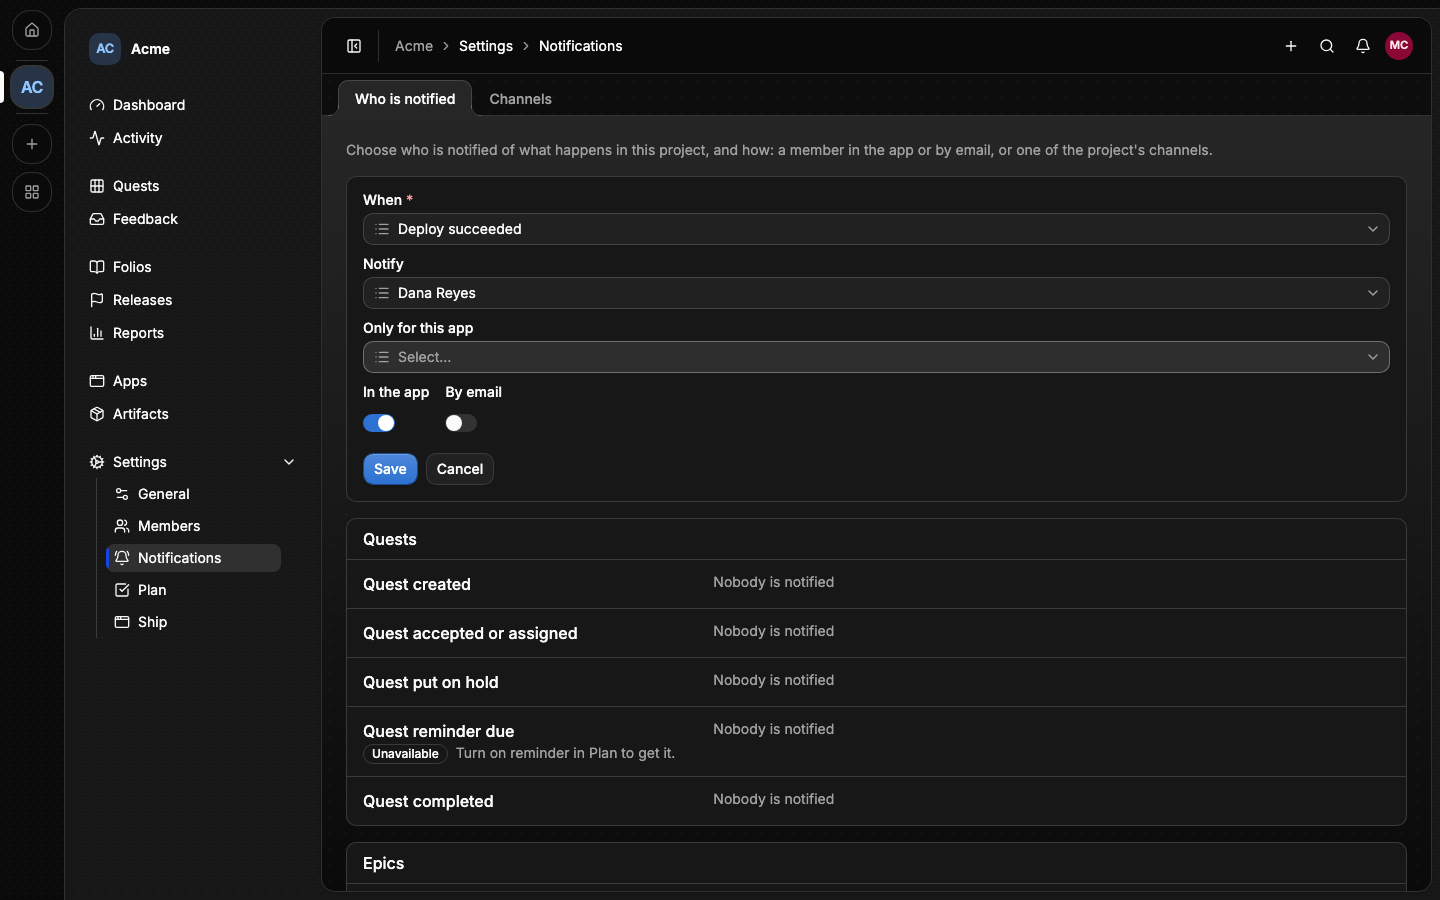 AC
Acme
Acme
Settings
Notifications
MC
AC
Dashboard
Activity
Quests
Feedback
Folios
Releases
Reports
Apps
Artifacts
Settings
General
Members
Notifications
Plan
Ship
Who is notified
Channels
Choose who is notified of what happens in this project, and how: a member in the app or by email, or one of the project's channels.
When *
Deploy succeeded
Notify
Dana Reyes
Only for this app
Select...
In the app
By email
Save
Cancel
Quests
Quest created
Nobody is notified
Quest accepted or assigned
Nobody is notified
Quest put on hold
Nobody is notified
Quest reminder due
Nobody is notified
Unavailable
Turn on reminder in Plan to get it.
Quest completed
Nobody is notified
Epics